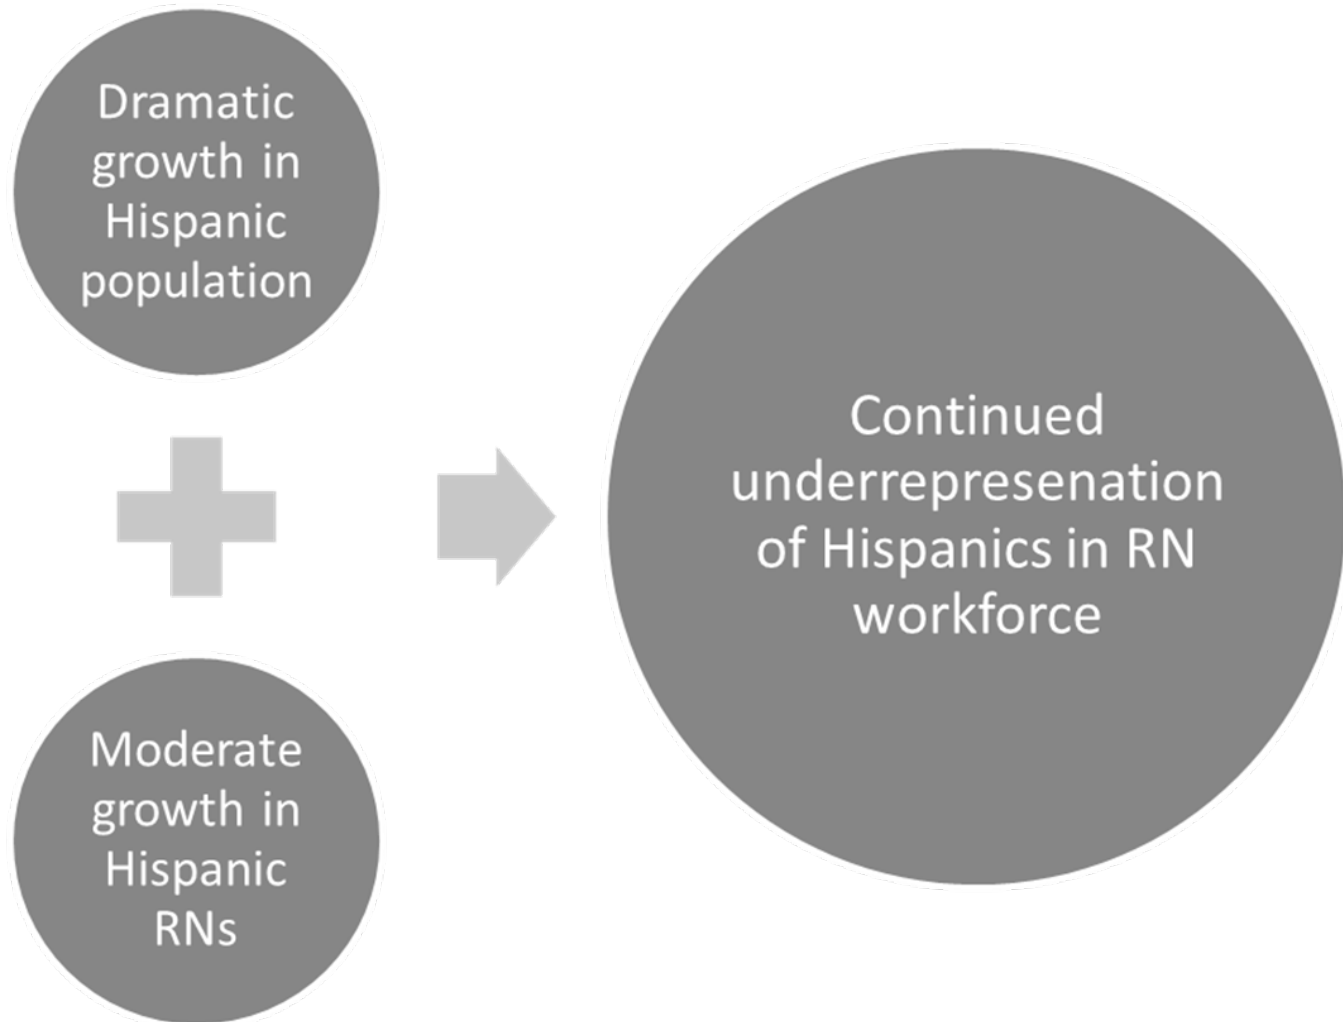 Dramatic
growth in
Hispanic
population
Moderate
growth in
Hispanic
RNs
Continued
underrepresenation
of Hispanics in RN
workforce